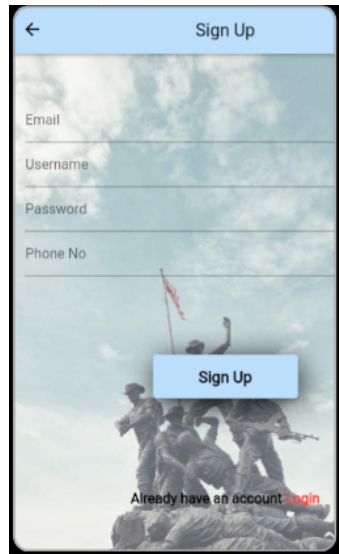 Sign Up
Email
Username
Password
Phone No
Sign Up
Already have an account Login